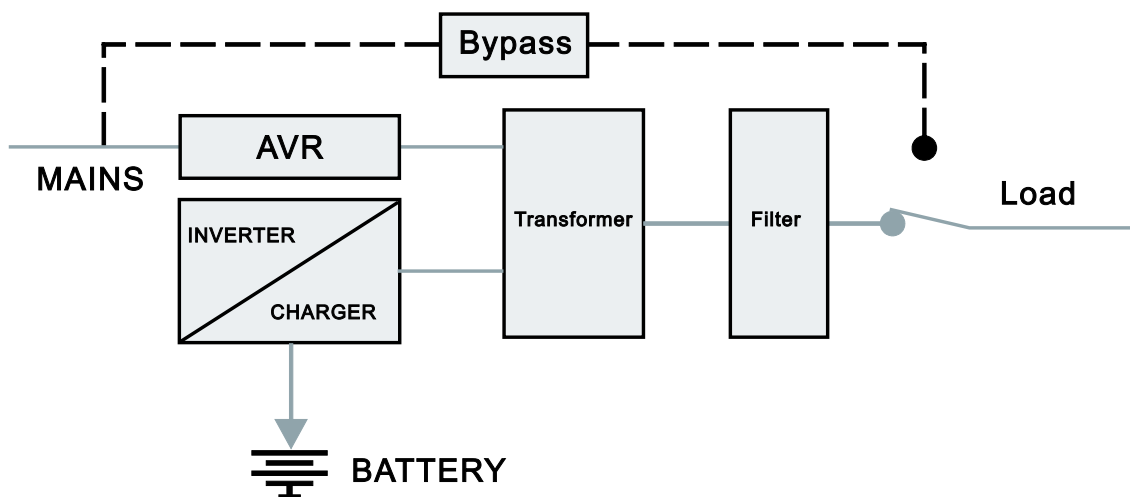 Bypass
AVR
MAINS
Load
INVERTER
Transformer
Filter
CHARGER
BATTERY